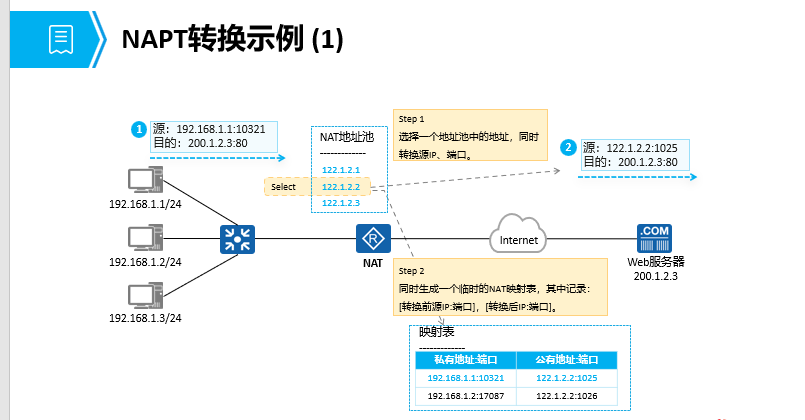 NAPT转换示例 (1)
1
源：192.168.1.1:10321
目的：200.1.2.3:80
NAT地址池
-------------
122.1.2.1
Select
122.1.2.2
122.1.2.3
Step 1
选择一个地址池中的地址，同时
转换源IP、端口。
2
源：122.1.2.2:1025
目的：200.1.2.3:80
192.168.1.1/24
192.168.1.2/24
192.168.1.3/24
R
NAT
Internet
.COM
Web服务器
200.1.2.3
Step 2
同时生成一个临时的NAT映射表，其中记录：
[转换前源IP:端口]，[转换后IP:端口]。
映射表
-------------
私有地址:端口 公有地址:端口
192.168.1.1:10321 122.1.2.2:1025
192.168.1.2:17087 122.1.2.2:1026